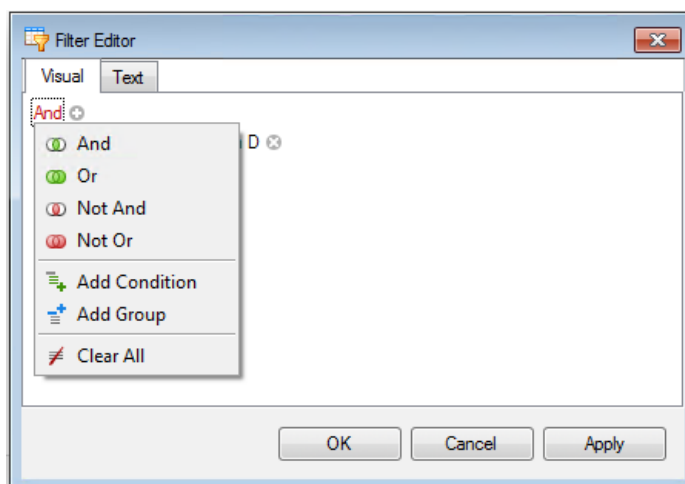 Filter Editor
Visual Text
And
And
D
Or
Not And
Not Or
Add Condition
Add Group
Clear All
OK Cancel Apply